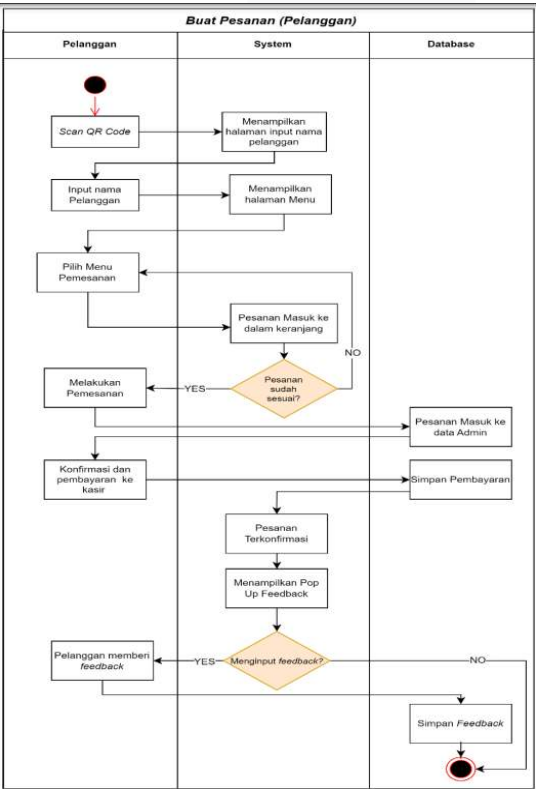 Buat Pesanan (Pelanggan)
Pelanggan
System
Database
Scan QR Code
Menampilkan
halaman input nama
pelanggan
Input nama
Pelanggan
Menampilkan
halaman Menu
Pilih Menu
Pemesanan
Pesanan Masuk ke
dalam keranjang
NO
Pesanan
sudah
sesuai?
YES
Melakukan
Pemesanan
Pesanan Masuk ke
data Admin
Konfirmasi dan
pembayaran ke
kasir
Simpan Pembayaran
Pesanan
Terkonfirmasi
Menampilkan Pop
Up Feedback
Menginput feedback?
YES
NO
Pelanggan memberi
feedback
Simpan Feedback